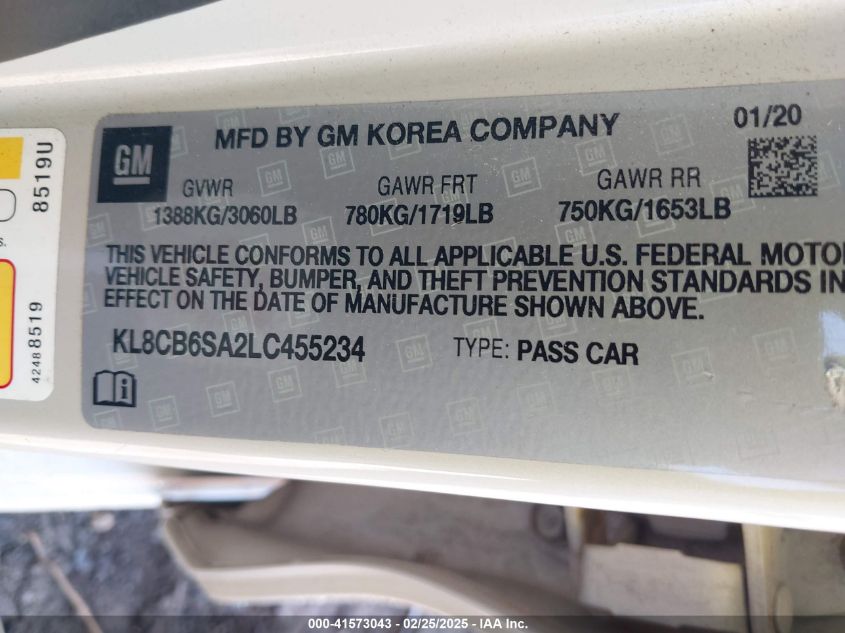 GM
MFD BY GM KOREA COMPANY
01/20
GVWR
GAWR FRT
GAWR RR
1388KG/3060LB
780KG/1719LB
750KG/1653LB
THIS VEHICLE CONFORMS TO ALL APPLICABLE U.S. FEDERAL MOTO
VEHICLE SAFETY, BUMPER, AND THEFT PREVENTION STANDARDS IN
EFFECT ON THE DATE OF MANUFACTURE SHOWN ABOVE.
KL8CB6SA2LC455234
TYPE: PASS CAR
8519U
s.
42488519
000-41573043 / 02/25/2025 - IAA Inc.